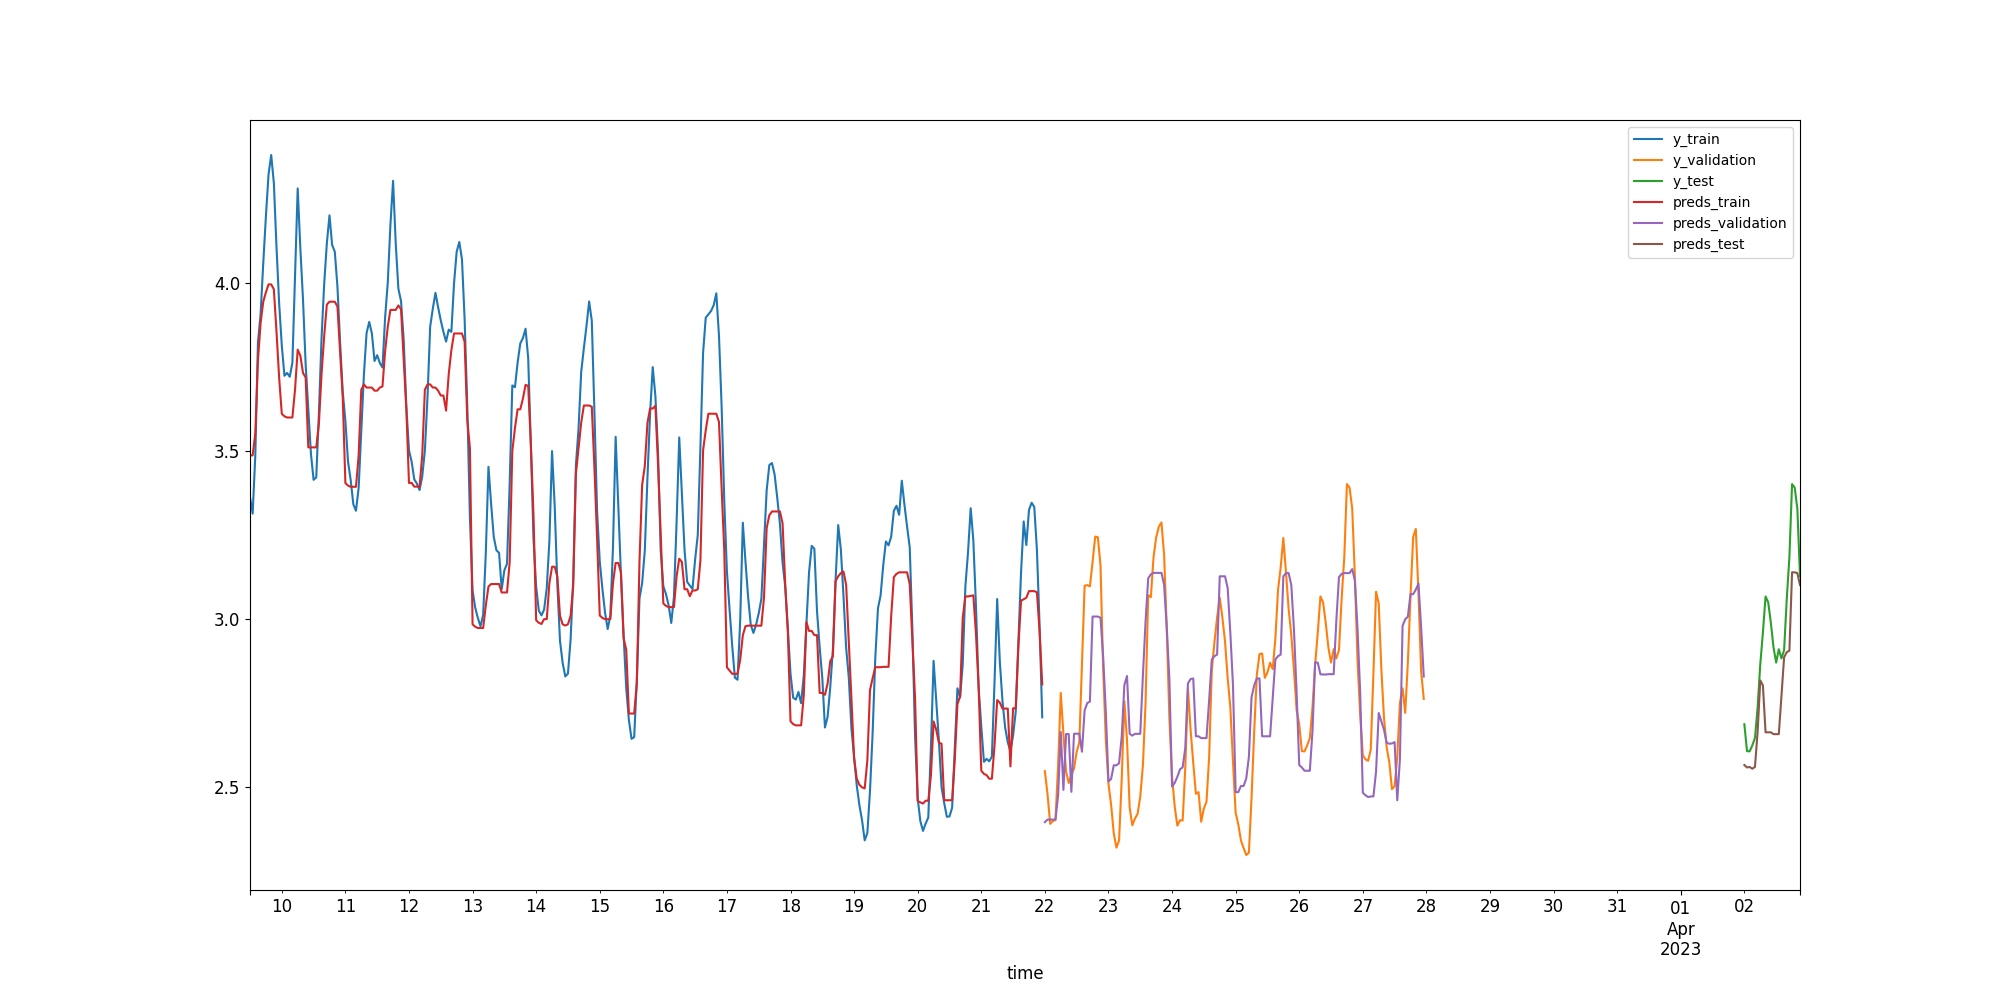 y_train
y_validation
y_test
preds_train
preds_validation
preds_test
4.0
3.5
3.0
2.5
10 11 12 13 14 15 16 17 18 19 20 21 22 23 24 25 26 27 28 29 30 31 01 02
Apr
2023
time